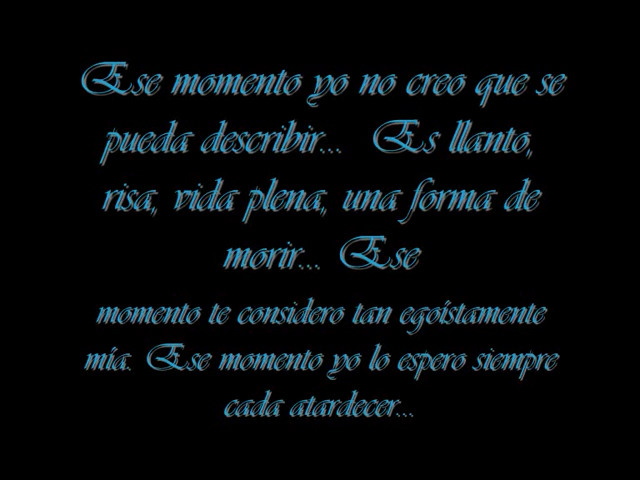 Ese momento yo no creo que se
pueda describir... Es llanto,
risa, vida plena, una forma de
morir... Ese
momento te considero tan egoístamente
mía. Ese momento yo lo espero siempre
cada atardecer...